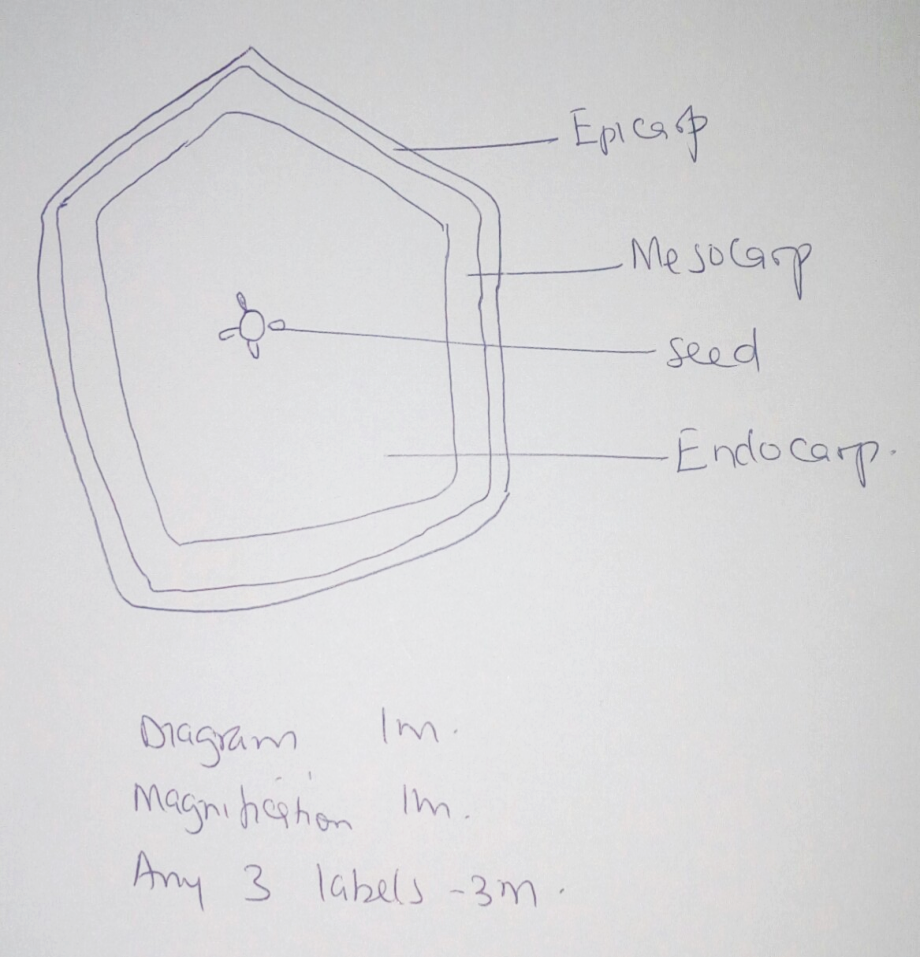 Epicarp
Mesocarp
seed
Endocarp.
Diagram 1m.
Magnification 1m.
Any 3 labels - 3m.